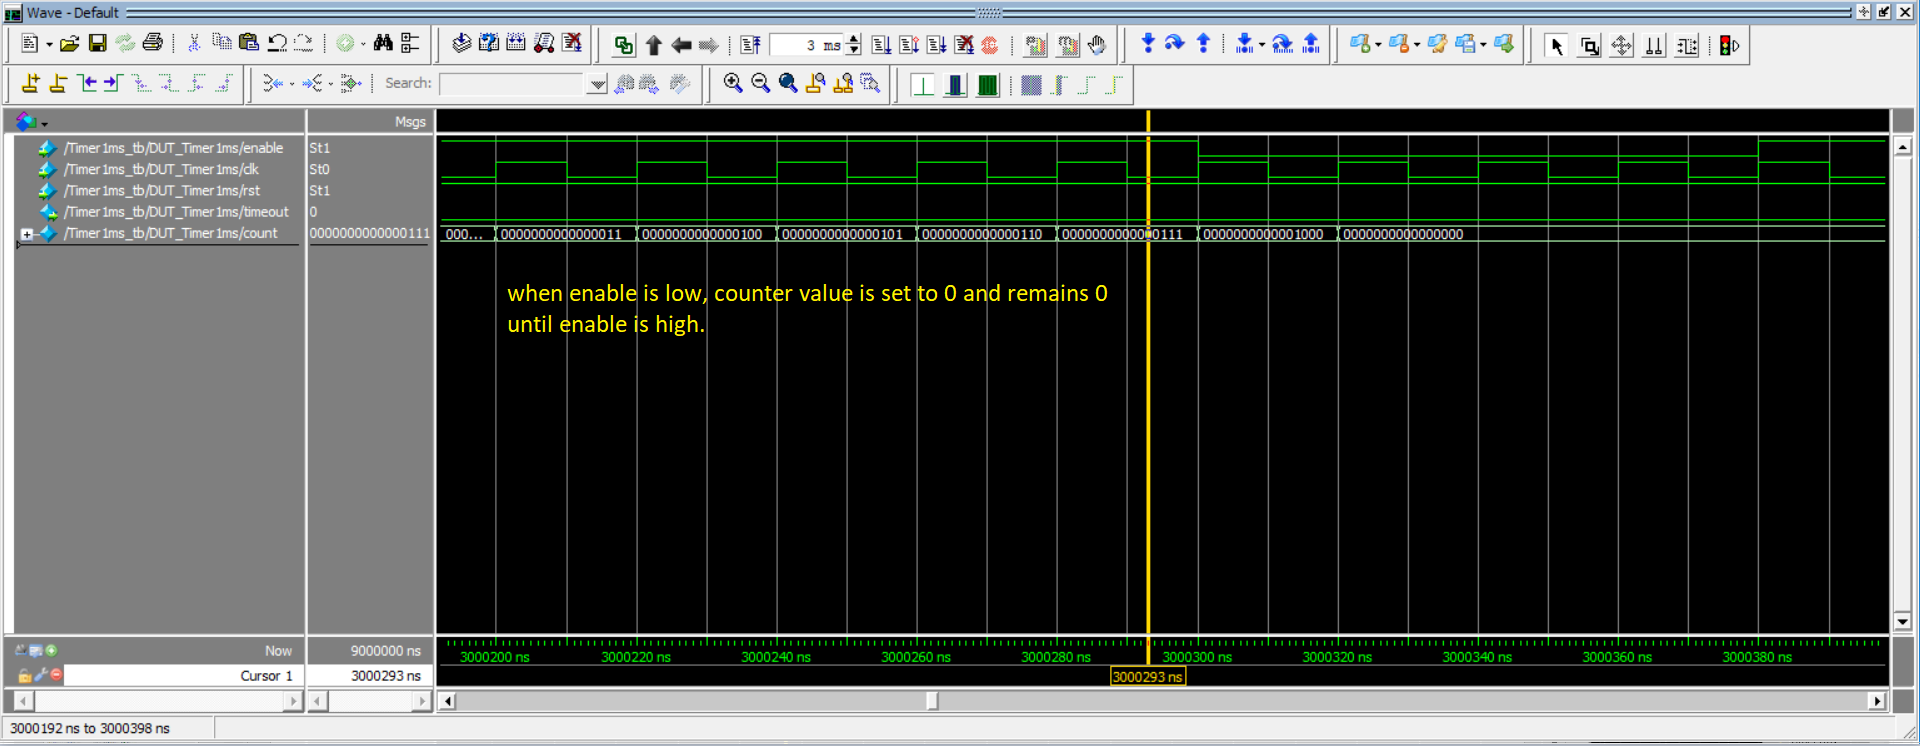 Wave - Default
3 ms
Search:
Msgs
/Timer1ms_tb/DUT_Timer1ms/enable St1
/Timer1ms_tb/DUT_Timer1ms/clk St0
/Timer1ms_tb/DUT_Timer1ms/rst St1
/Timer1ms_tb/DUT_Timer1ms/timeout 0
/Timer1ms_tb/DUT_Timer1ms/count 0000000000000111 000... 0000000000000011 0000000000000100 0000000000000101 0000000000000110 0000000000000111 0000000000001000 0000000000000000
when enable is low, counter value is set to 0 and remains 0
until enable is high.
Now 9000000 ns 3000200 ns 3000220 ns 3000240 ns 3000260 ns 3000280 ns 3000300 ns 3000320 ns 3000340 ns 3000360 ns 3000380 ns
Cursor 1 3000293 ns 3000293 ns
3000192 ns to 3000398 ns